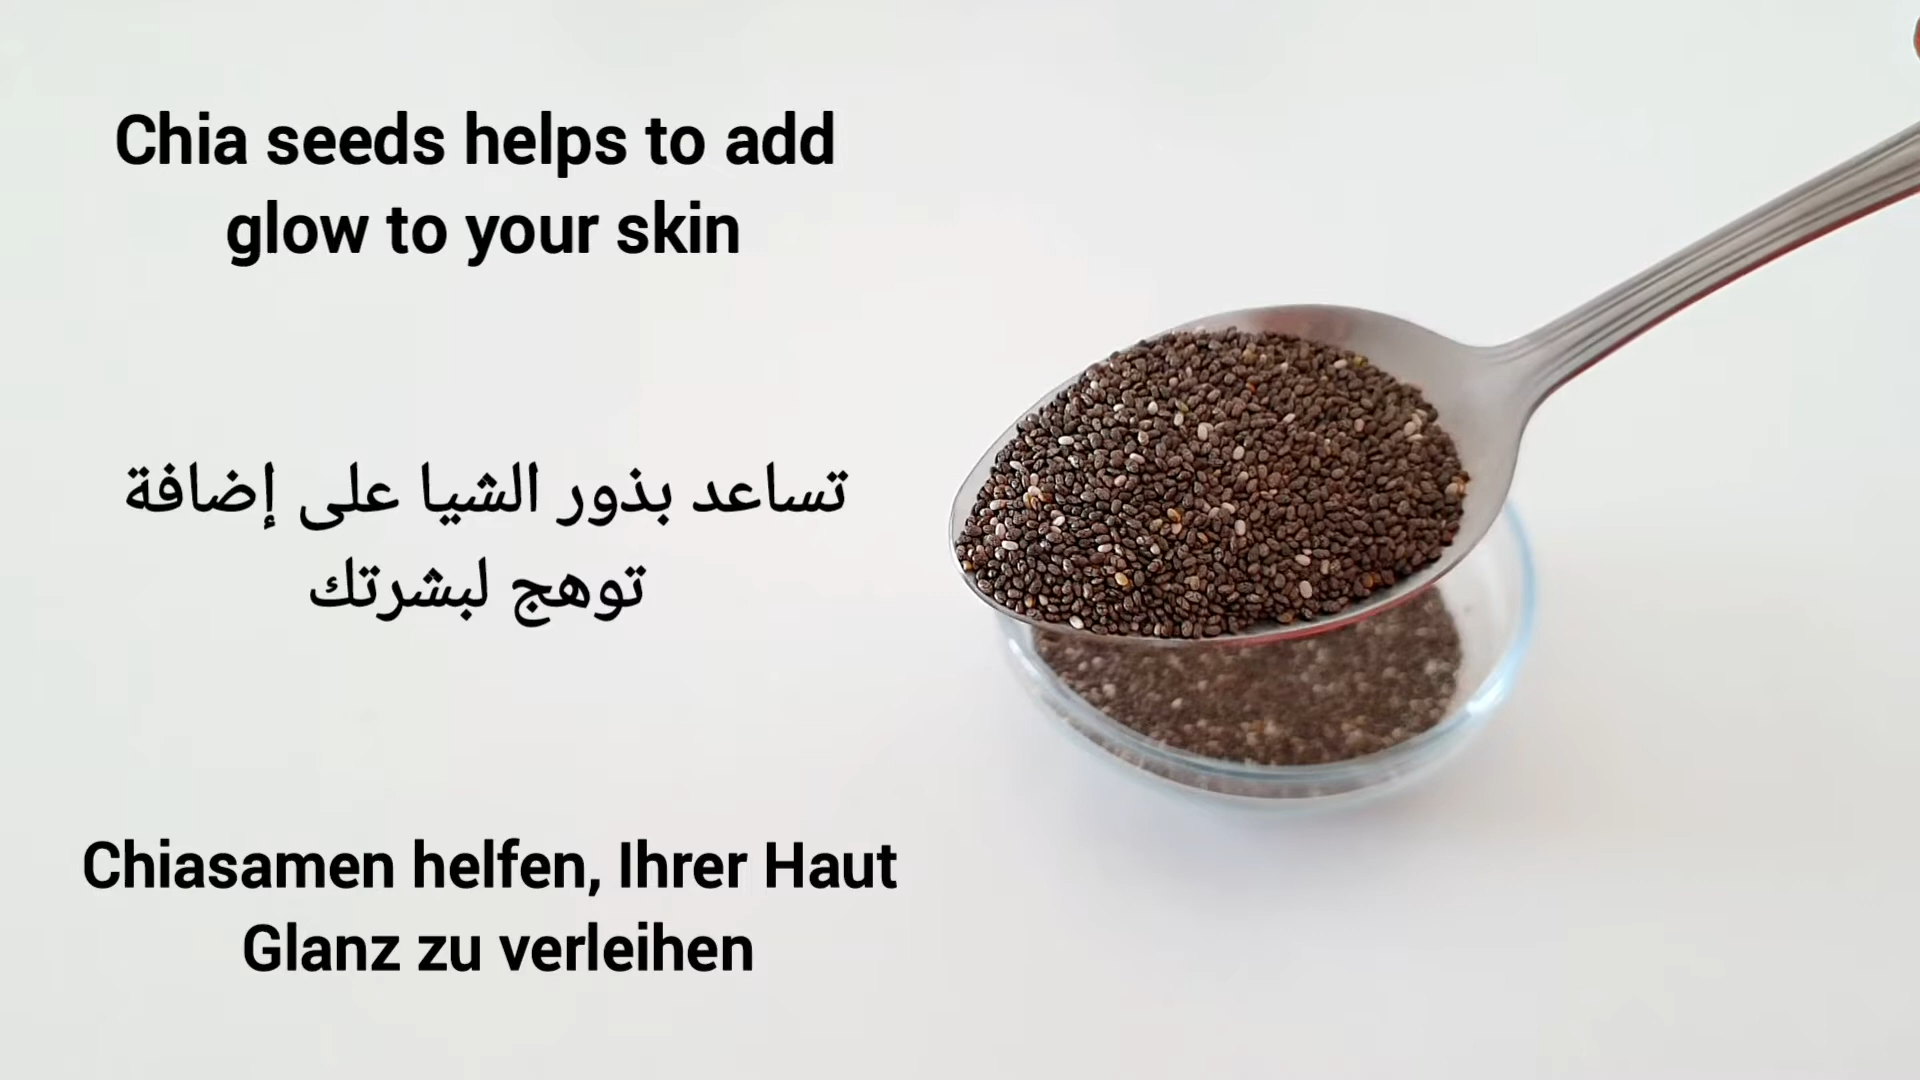 Chia seeds helps to add
glow to your skin
تساعد بذور الشيا على إضافة
توهج لبشرتك
Chiasamen helfen, Ihrer Haut
Glanz zu verleihen